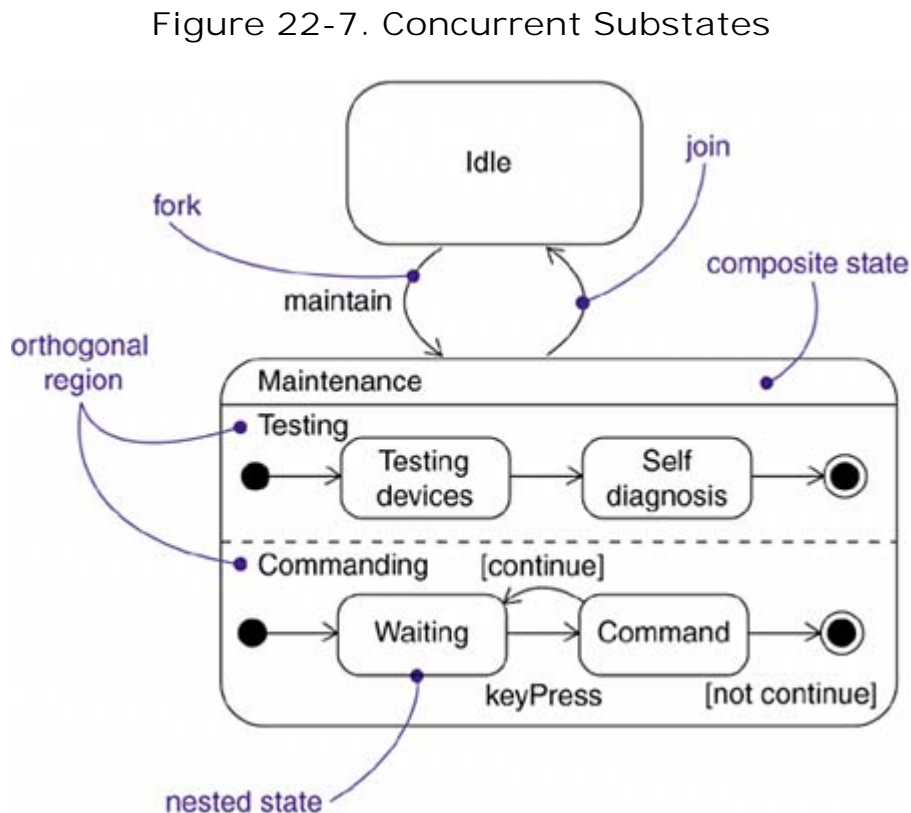 Figure 22-7. Concurrent Substates
Idle
join
fork
composite state
maintain
orthogonal
region
Maintenance
Testing
Testing
devices
Self
diagnosis
Commanding
[continue]
Waiting
Command
keyPress
[not continue]
nested state